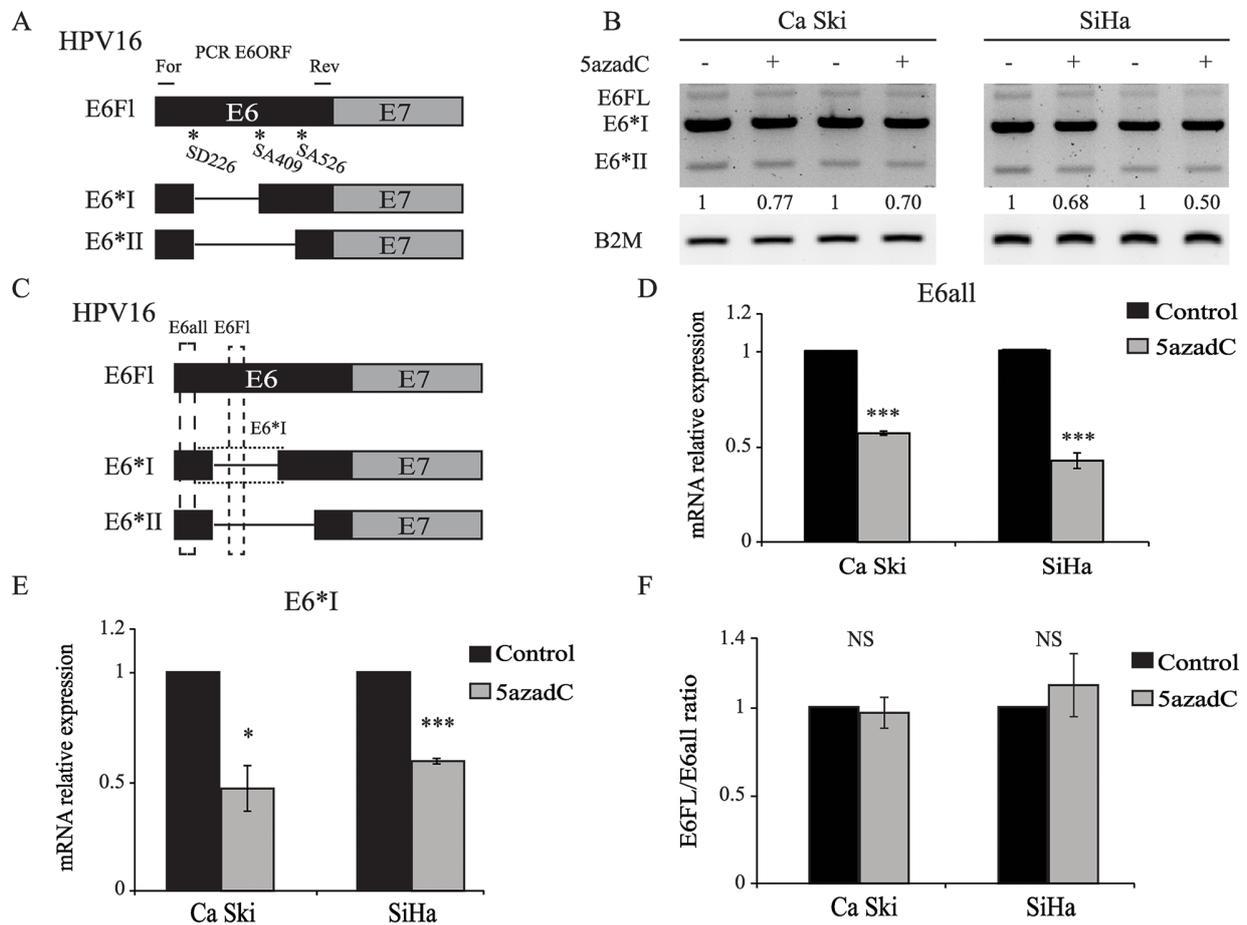 A
HPV16
PCR E6ORF
For
Rev
E6Fl
E6
E7
* * *
SD226
SA409
SA526
E6*I
E7
E6*II
E7
B
Ca Ski
SiHa
5azadC
- + - +
- + - +
E6FL
E6*I
E6*II
1 0.77 1 0.70
1 0.68 1 0.50
B2M
C
HPV16
E6all E6Fl
E6Fl
E6
E7
E6*I
E6*I
E7
E6*II
E7
D
E6all
mRNA relative expression
1.2
1
0.5
0
***
***
Ca Ski
SiHa
Control
5azadC
E
E6*I
mRNA relative expression
1.2
1
0.5
0
*
***
Ca Ski
SiHa
Control
5azadC
F
E6FL/E6all ratio
1.4
1
0.5
0
NS
NS
Ca Ski
SiHa
Control
5azadC